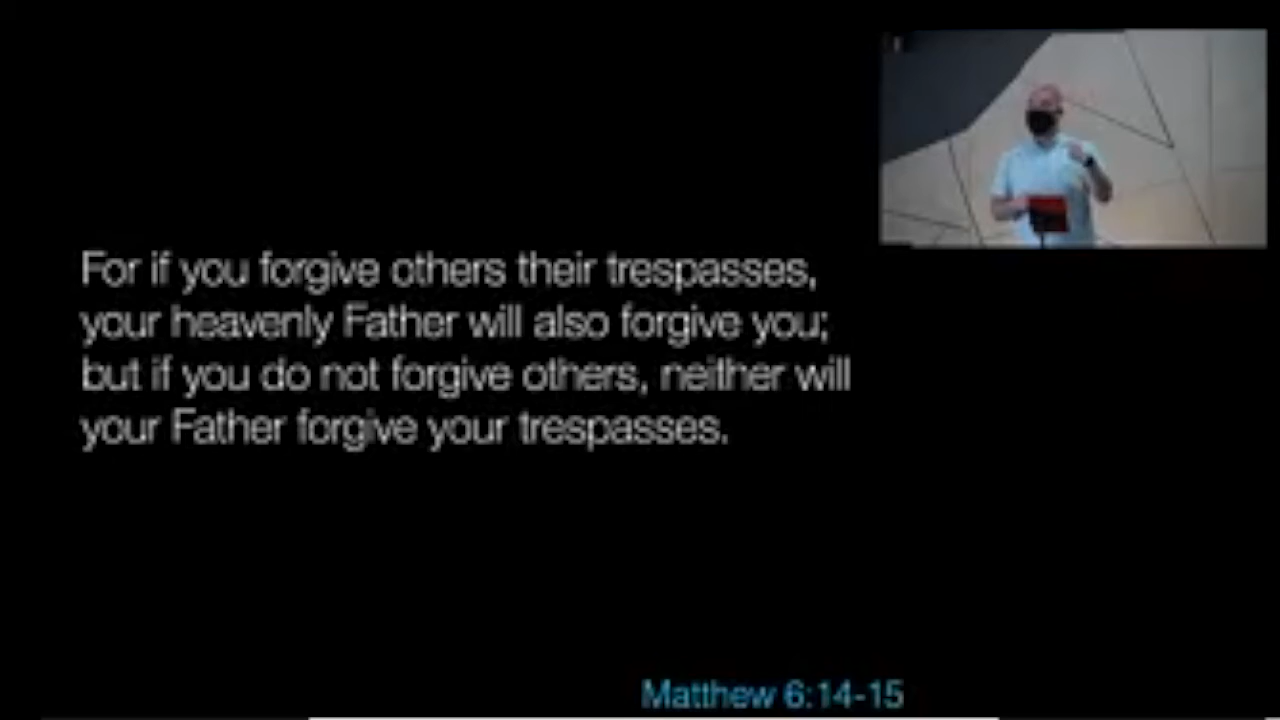 For if you forgive others their trespasses,
your heavenly Father will also forgive you;
but if you do not forgive others, neither will
your Father forgive your trespasses.
Matthew 6:14-15